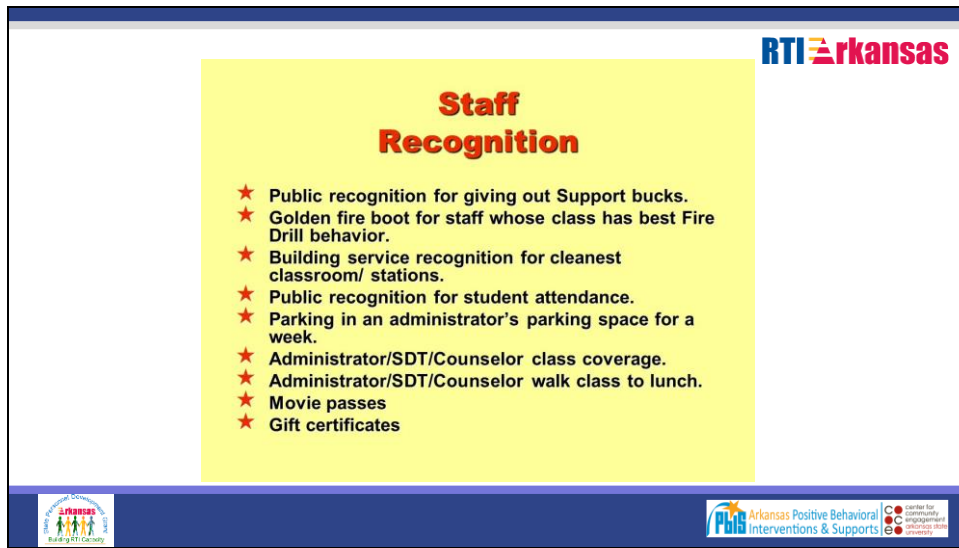 RTI Arkansas
Staff
Recognition
Public recognition for giving out Support bucks.
Golden fire boot for staff whose class has best Fire
Drill behavior.
Building service recognition for cleanest
classroom/ stations.
Public recognition for student attendance.
Parking in an administrator's parking space for a
week.
Administrator/SDT/Counselor class coverage.
Administrator/SDT/Counselor walk class to lunch.
Movie passes
Gift certificates
State Personnel Development Grant
Arkansas
Building RTI Capacity
PbiS
Arkansas Positive Behavioral
Interventions & Supports
center for
community
engagement
arkansas state
university